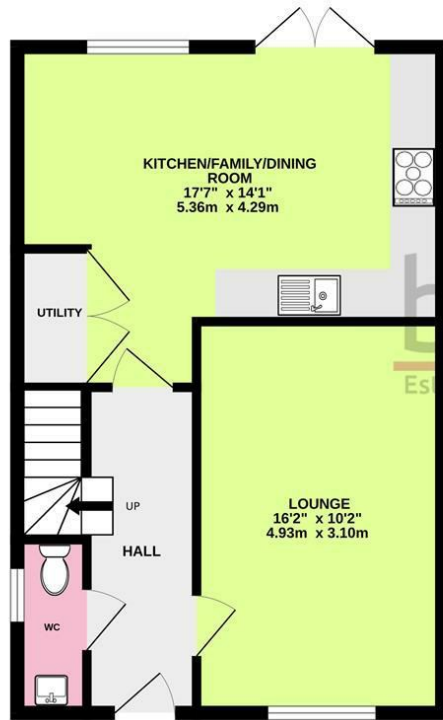 KITCHEN/FAMILY/DINING
ROOM
17'7" x 14'1"
5.36m x 4.29m
UTILITY
UP
HALL
LOUNGE
16'2" x 10'2"
4.93m x 3.10m
WC